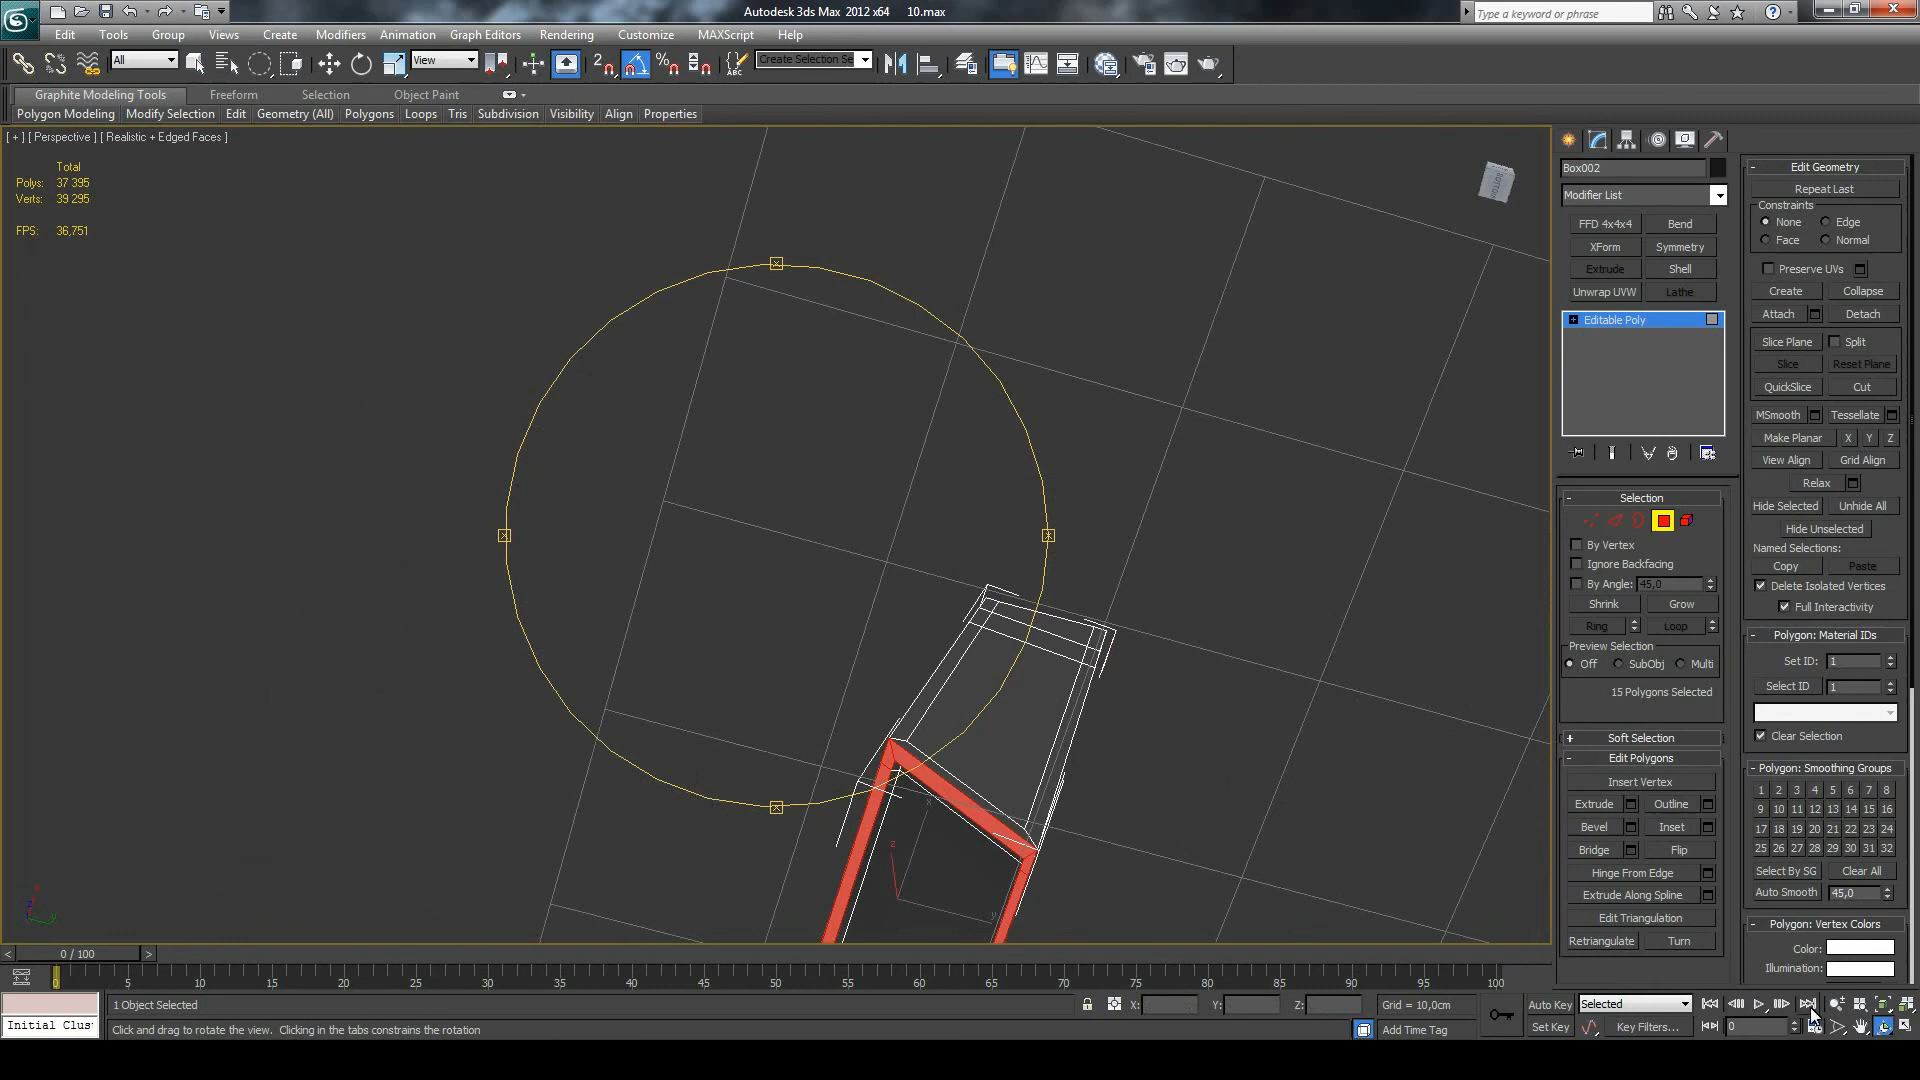 Autodesk 3ds Max 2012 x64 10.max
Type a keyword or phrase
Edit Tools Group Views Create Modifiers Animation Graph Editors Rendering Customize MAXScript Help
All View Create Selection Se
Graphite Modeling Tools Freeform Selection Object Paint
Polygon Modeling Modify Selection Edit Geometry (All) Polygons Loops Tris Subdivision Visibility Align Properties
[ + ] [ Perspective ] [ Realistic + Edged Faces ]
Total
Polys: 37 395
Verts: 39 295
FPS: 36,751
BOTTOM
x
z
y
Box002
Modifier List
FFD 4x4x4 Bend
XForm Symmetry
Extrude Shell
Unwrap UVW Lathe
Editable Poly
Selection
By Vertex
Ignore Backfacing
By Angle: 45,0
Shrink Grow
Ring Loop
Preview Selection
Off SubObj Multi
15 Polygons Selected
Soft Selection
Edit Polygons
Insert Vertex
Extrude Outline
Bevel Inset
Bridge Flip
Hinge From Edge
Extrude Along Spline
Edit Triangulation
Retriangulate Turn
Edit Geometry
Repeat Last
Constraints
None Edge
Face Normal
Preserve UVs
Create Collapse
Attach Detach
Slice Plane Split
Slice Reset Plane
QuickSlice Cut
MSmooth Tessellate
Make Planar X Y Z
View Align Grid Align
Relax
Hide Selected Unhide All
Hide Unselected
Named Selections:
Copy Paste
Delete Isolated Vertices
Full Interactivity
Polygon: Material IDs
Set ID: 1
Select ID 1
Clear Selection
Polygon: Smoothing Groups
1 2 3 4 5 6 7 8
9 10 11 12 13 14 15 16
17 18 19 20 21 22 23 24
25 26 27 28 29 30 31 32
Select By SG Clear All
Auto Smooth 45,0
Polygon: Vertex Colors
Color:
Illumination:
< 0 / 100 >
0 5 10 15 20 25 30 35 40 45 50 55 60 65 70 75 80 85 90 95 100
1 Object Selected X: Y: Z: Grid = 10,0cm Auto Key Selected
Initial Clus Click and drag to rotate the view. Clicking in the tabs constrains the rotation Add Time Tag Set Key Key Filters... 0